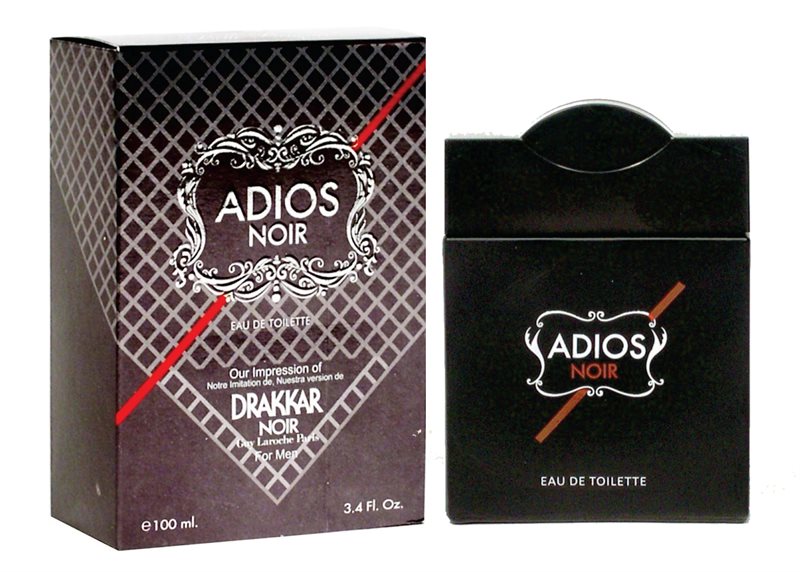 ADIOS
NOIR
EAU DE TOILETTE
Our Impression of
Notre Imitation de, Nuestra version de
DRAKKAR
NOIR
Guy Laroche Paris
For Men
e100 ml.
3.4 Fl. Oz.
ADIOS
NOIR
EAU DE TOILETTE